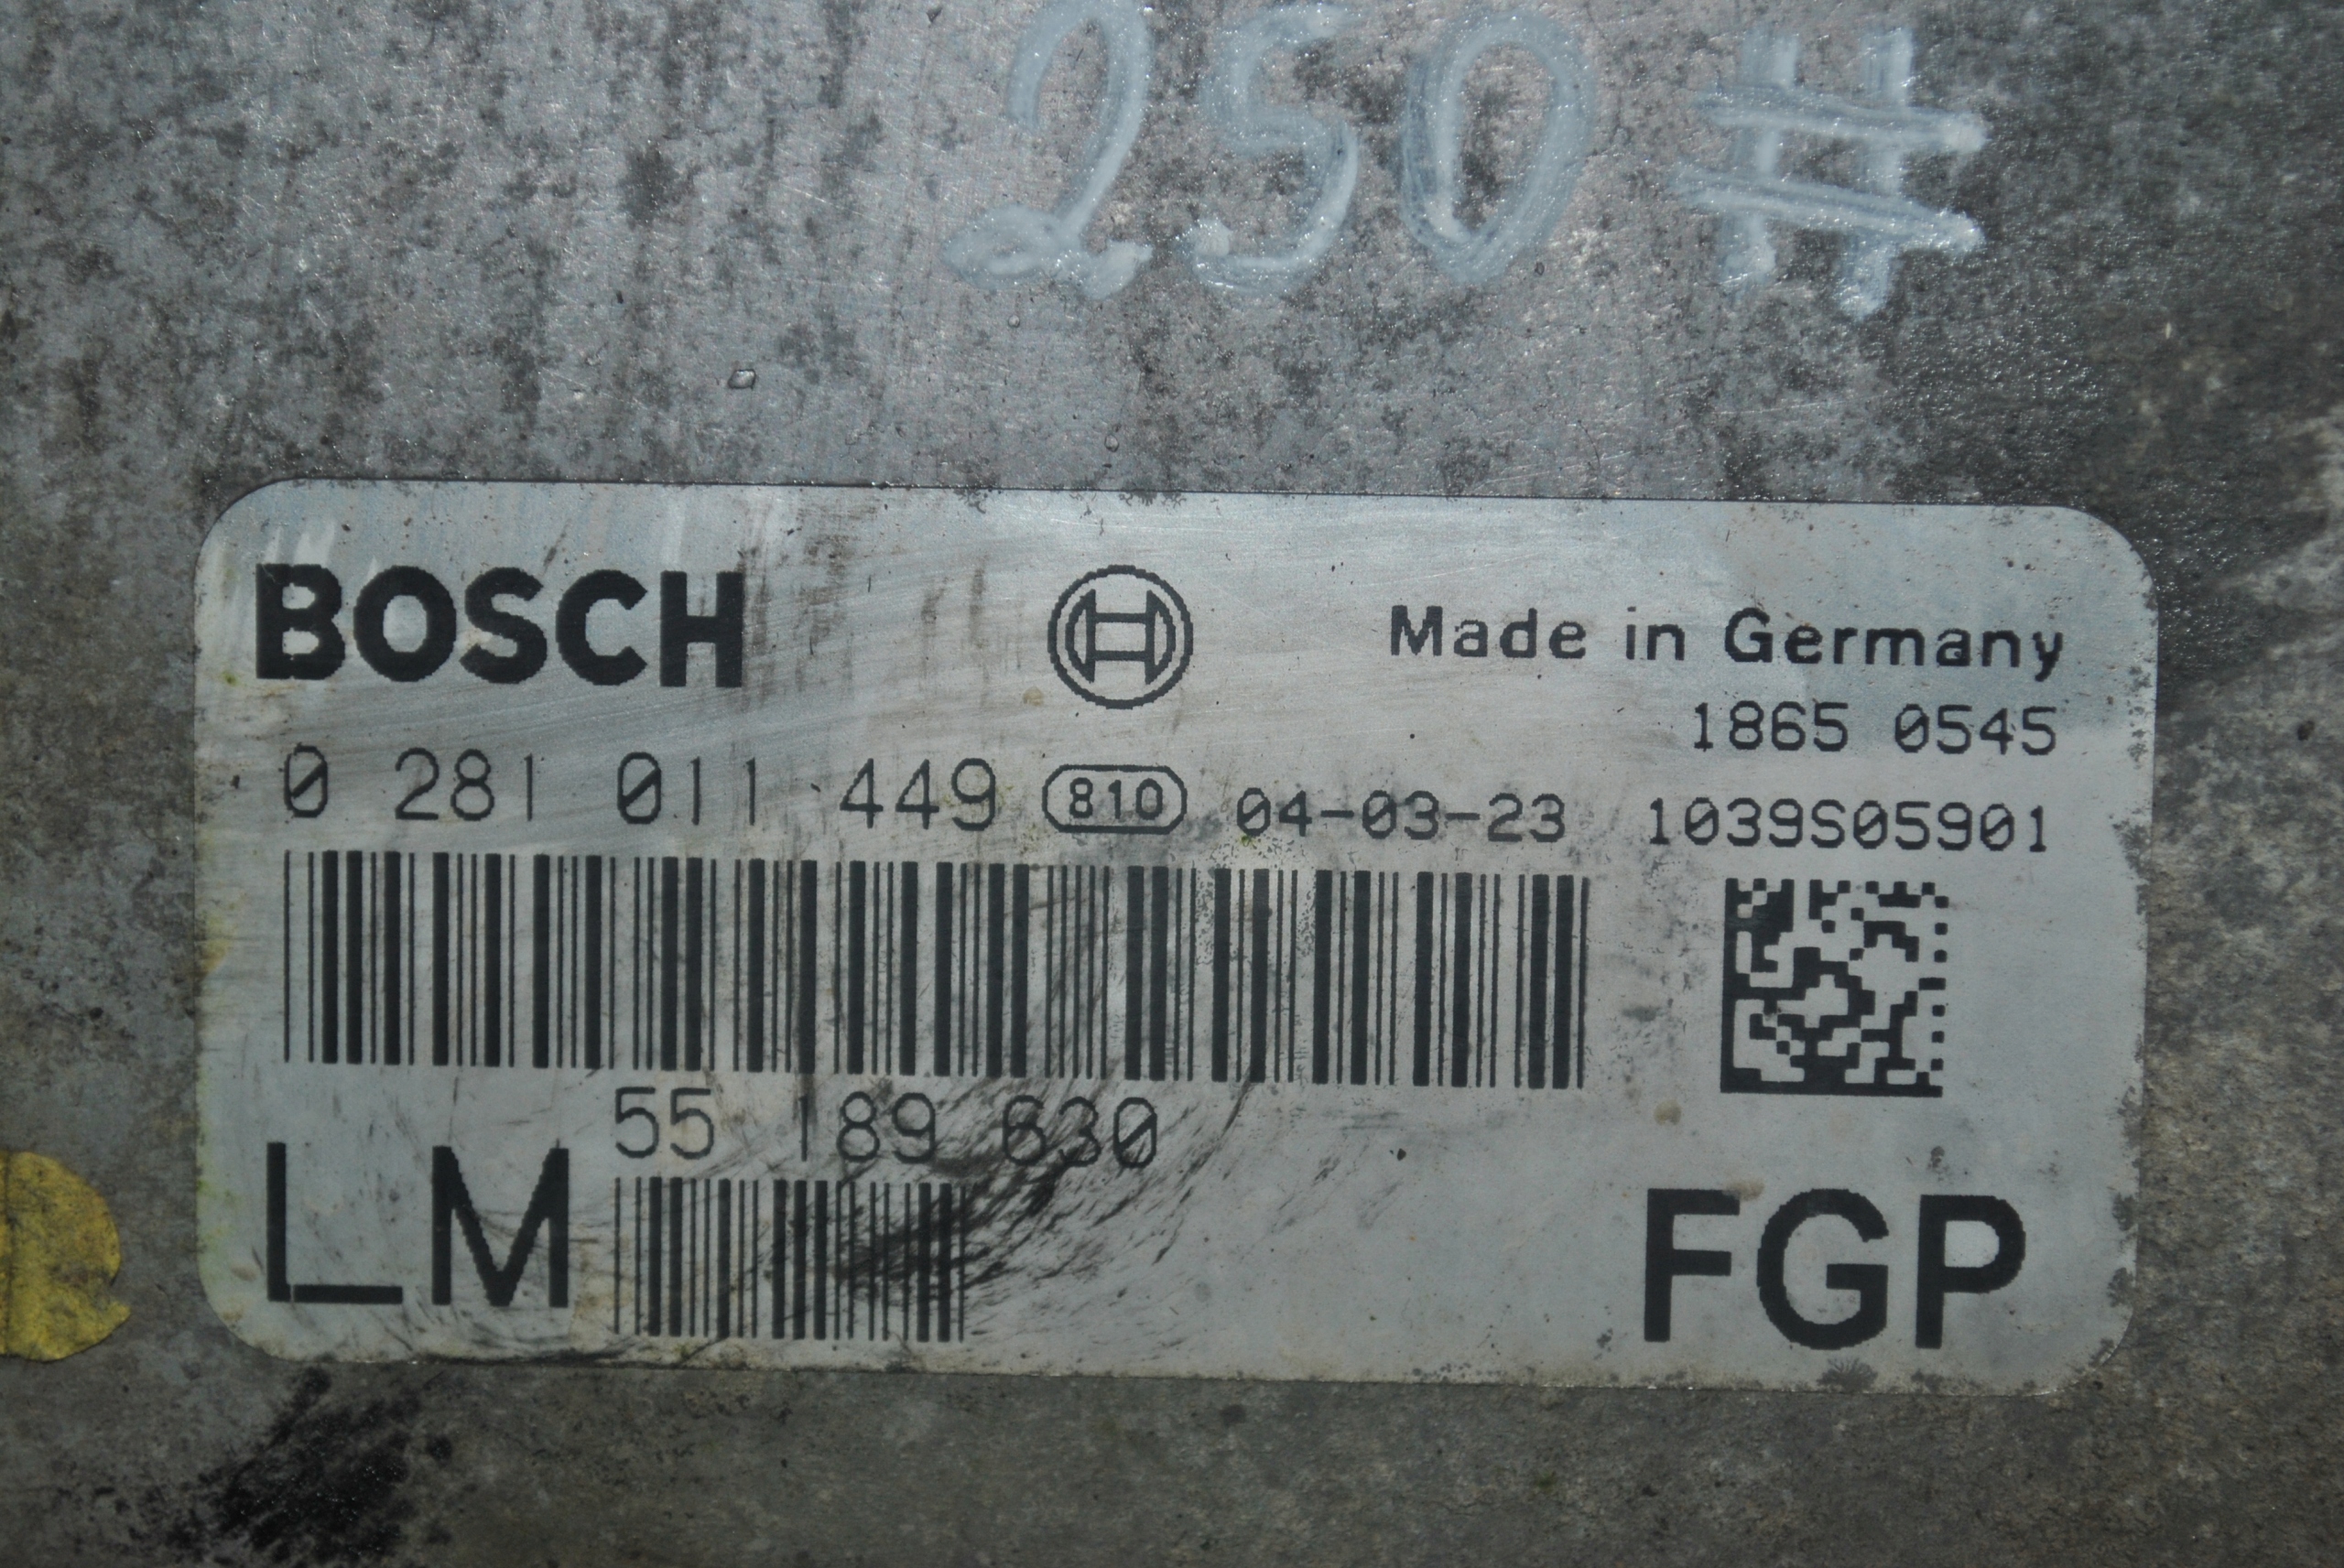 250 #
BOSCH Made in Germany
1865 0545
0 281 011 449 810 04-03-23 1039S05901
55 189 630
LM FGP